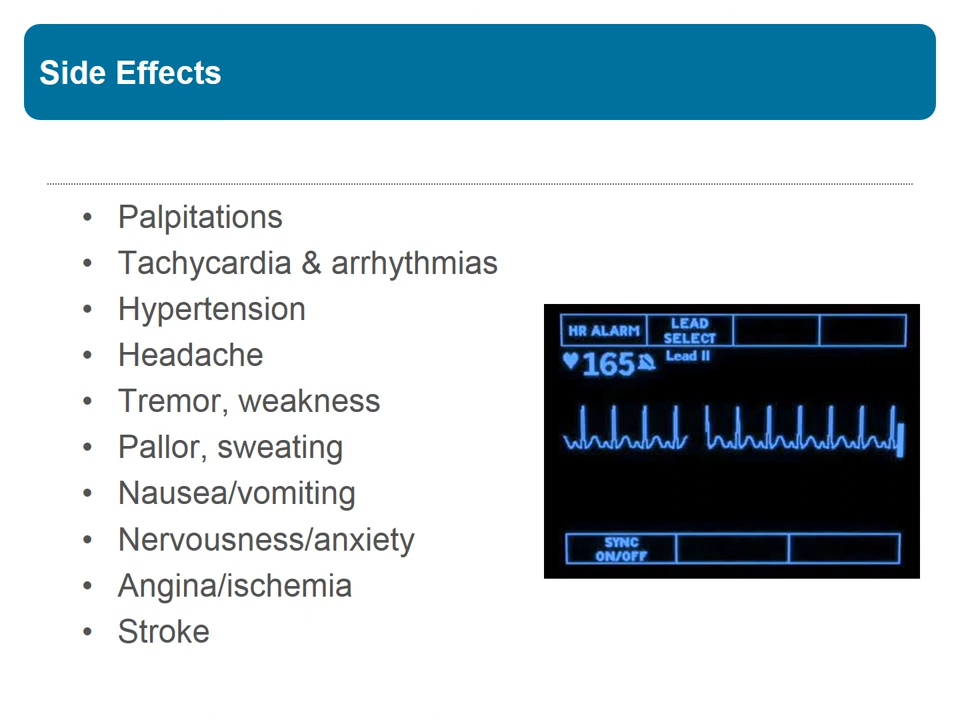 Side Effects
• Palpitations
• Tachycardia & arrhythmias
• Hypertension
• Headache
• Tremor, weakness
• Pallor, sweating
• Nausea/vomiting
• Nervousness/anxiety
• Angina/ischemia
• Stroke
HR ALARM
LEAD
SELECT
165
Lead II
SYNC
ON/OFF